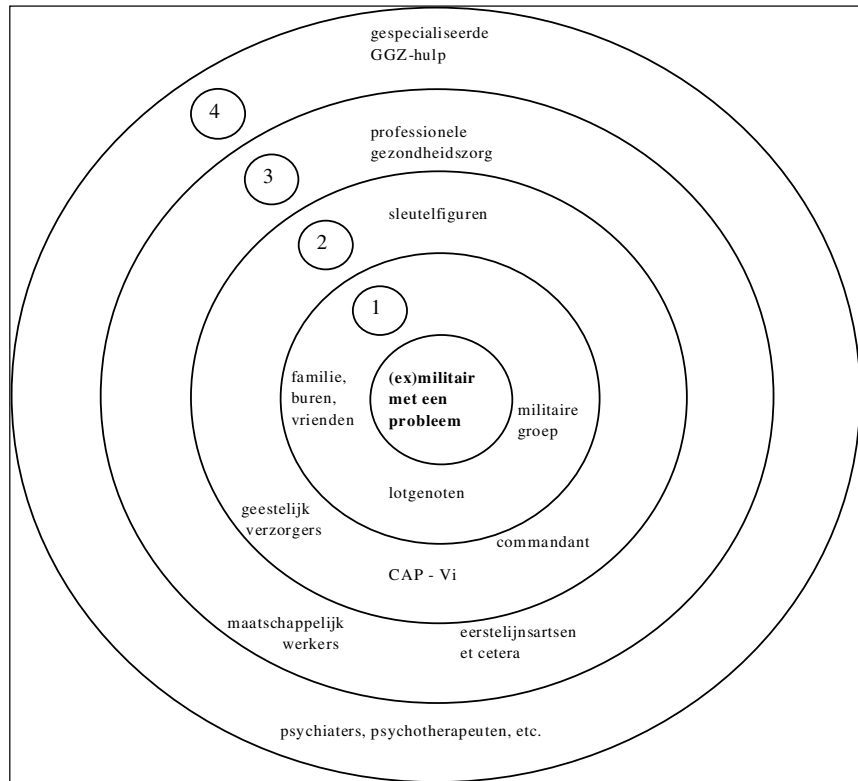 gespecialiseerde
GGZ-hulp
4
professionele
gezondheidszorg
3
sleutelfiguren
2
1
familie,
buren,
vrienden
(ex)militair
met een
probleem
militaire
groep
lotgenoten
geestelijk
verzorgers
commandant
CAP - Vi
maatschappelijk
werkers
eerstelijnsartsen
et cetera
psychiaters, psychotherapeuten, etc.